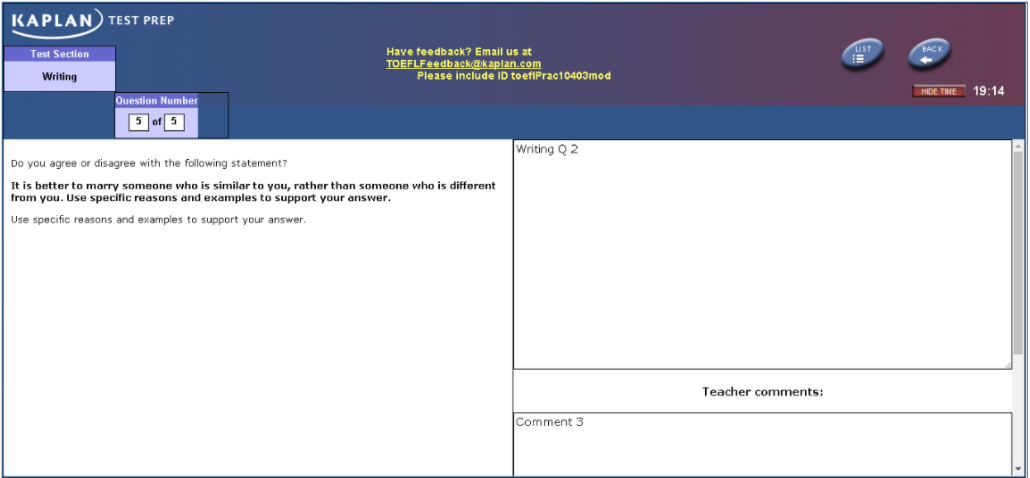 KAPLAN TEST PREP
Test Section
Writing
Have feedback? Email us at
TOEFLFeedback@kaplan.com
Please include ID toeflPrac10403mod
LIST
BACK
HIDE TIME 19:14
Question Number
5 of 5
Do you agree or disagree with the following statement?
It is better to marry someone who is similar to you, rather than someone who is different
from you. Use specific reasons and examples to support your answer.
Use specific reasons and examples to support your answer.
Writing Q 2
Teacher comments:
Comment 3